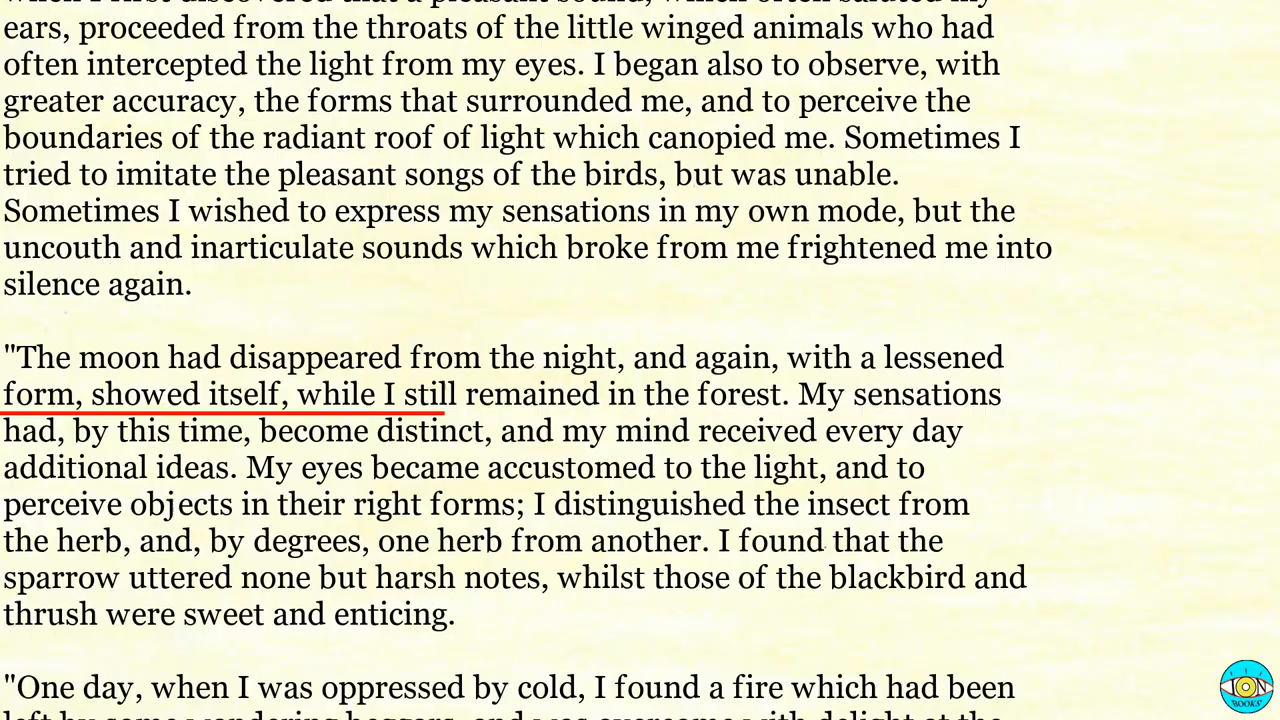 ears, proceeded from the throats of the little winged animals who had
often intercepted the light from my eyes. I began also to observe, with
greater accuracy, the forms that surrounded me, and to perceive the
boundaries of the radiant roof of light which canopied me. Sometimes I
tried to imitate the pleasant songs of the birds, but was unable.
Sometimes I wished to express my sensations in my own mode, but the
uncouth and inarticulate sounds which broke from me frightened me into
silence again.
"The moon had disappeared from the night, and again, with a lessened
form, showed itself, while I still remained in the forest. My sensations
had, by this time, become distinct, and my mind received every day
additional ideas. My eyes became accustomed to the light, and to
perceive objects in their right forms; I distinguished the insect from
the herb, and, by degrees, one herb from another. I found that the
sparrow uttered none but harsh notes, whilst those of the blackbird and
thrush were sweet and enticing.
"One day, when I was oppressed by cold, I found a fire which had been
ION
BOOKS